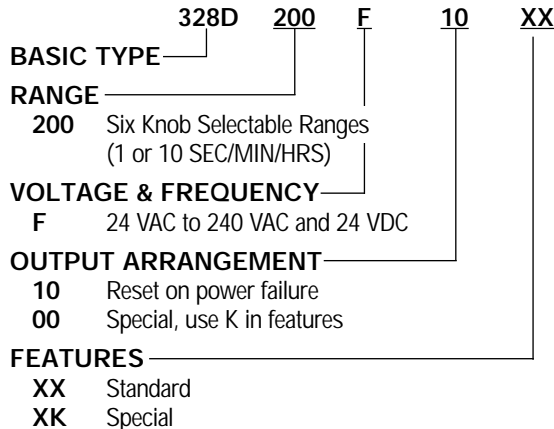 328D 200 F 10 XX
BASIC TYPE
RANGE
200 Six Knob Selectable Ranges
(1 or 10 SEC/MIN/HRS)
VOLTAGE & FREQUENCY
F 24 VAC to 240 VAC and 24 VDC
OUTPUT ARRANGEMENT
10 Reset on power failure
00 Special, use K in features
FEATURES
XX Standard
XK Special